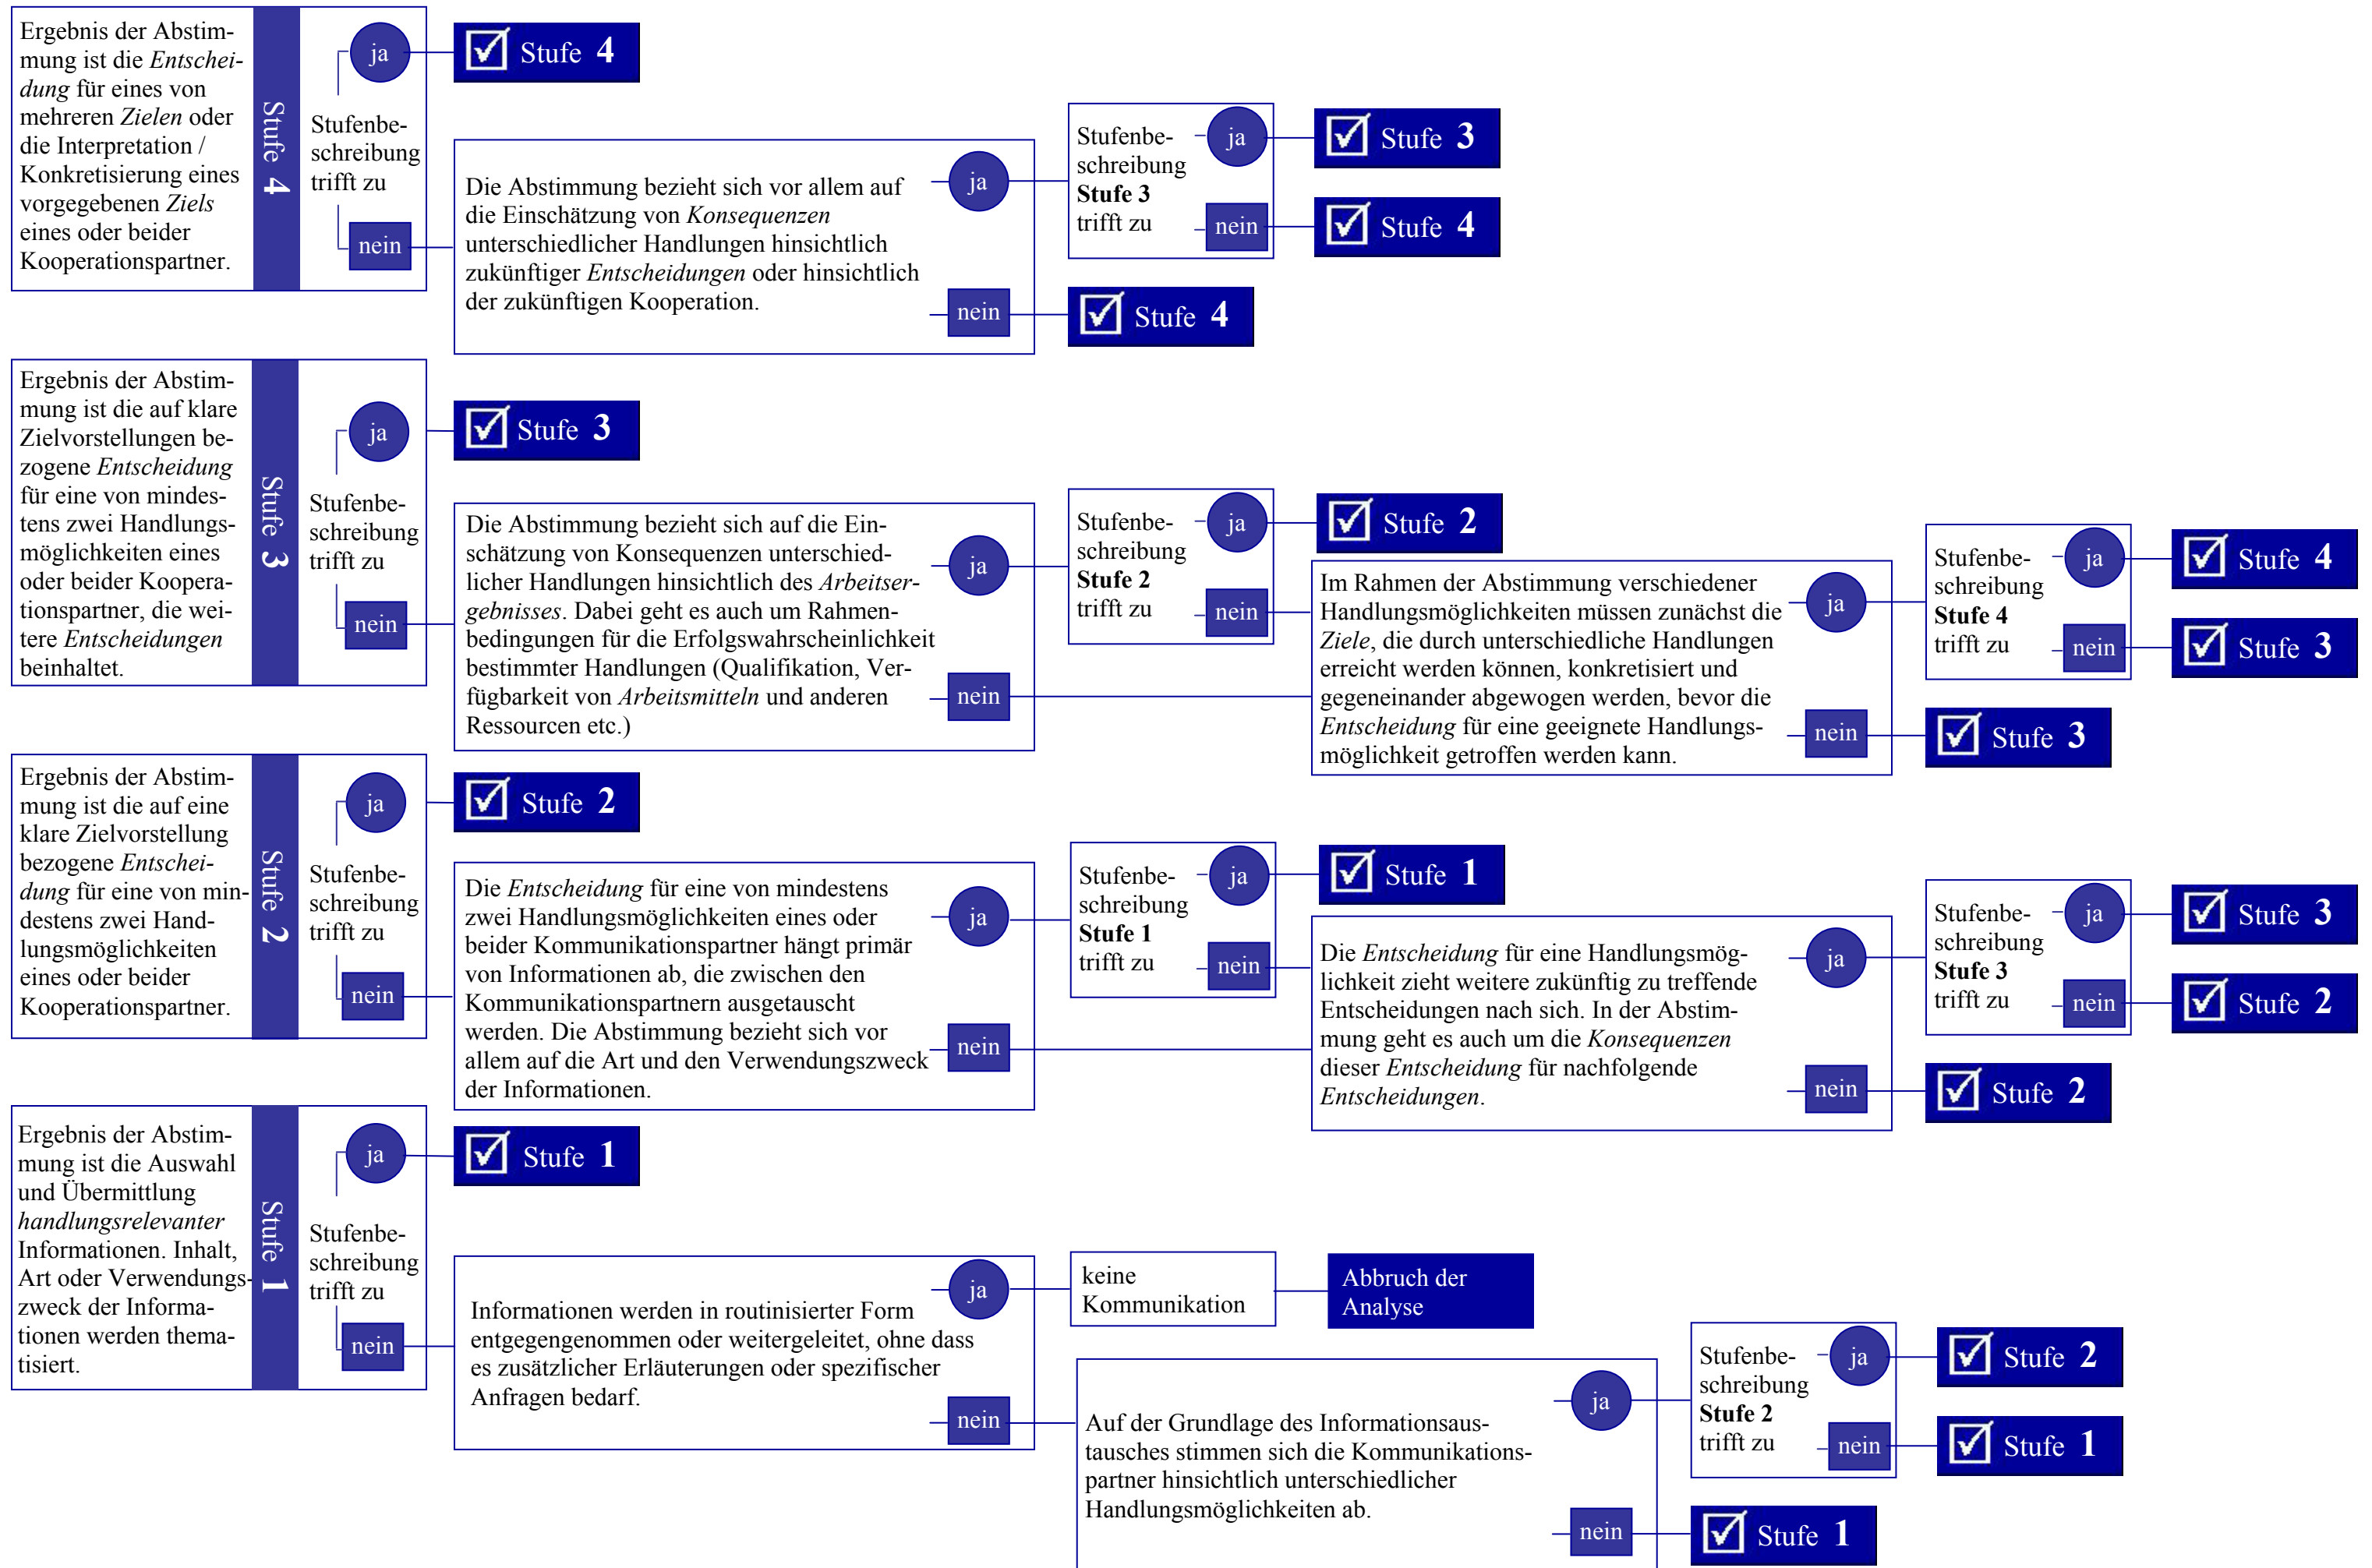 Ergebnis der Abstim-
mung ist die Entschei-
dung für eines von
mehreren Zielen oder
die Interpretation /
Konkretisierung eines
vorgegebenen Ziels
eines oder beider
Kooperationspartner.
Stufe 4
ja
Stufenbe-
schreibung
trifft zu
nein
Stufe 4
Die Abstimmung bezieht sich vor allem auf
die Einschätzung von Konsequenzen
unterschiedlicher Handlungen hinsichtlich
zukünftiger Entscheidungen oder hinsichtlich
der zukünftigen Kooperation.
ja
nein
Stufenbe-
schreibung
Stufe 3
trifft zu
ja
nein
Stufe 3
Stufe 4
Stufe 4
Ergebnis der Abstim-
mung ist die auf klare
Zielvorstellungen be-
zogene Entscheidung
für eine von mindes-
tens zwei Handlungs-
möglichkeiten eines
oder beider Koopera-
tionspartner, die wei-
tere Entscheidungen
beinhaltet.
Stufe 3
ja
Stufenbe-
schreibung
trifft zu
nein
Stufe 3
Die Abstimmung bezieht sich auf die Ein-
schätzung von Konsequenzen unterschied-
licher Handlungen hinsichtlich des Arbeitser-
gebnisses. Dabei geht es auch um Rahmen-
bedingungen für die Erfolgswahrscheinlichkeit
bestimmter Handlungen (Qualifikation, Ver-
fügbarkeit von Arbeitsmitteln und anderen
Ressourcen etc.)
ja
nein
Stufenbe-
schreibung
Stufe 2
trifft zu
ja
nein
Stufe 2
Im Rahmen der Abstimmung verschiedener
Handlungsmöglichkeiten müssen zunächst die
Ziele, die durch unterschiedliche Handlungen
erreicht werden können, konkretisiert und
gegeneinander abgewogen werden, bevor die
Entscheidung für eine geeignete Handlungs-
möglichkeit getroffen werden kann.
ja
nein
Stufenbe-
schreibung
Stufe 4
trifft zu
ja
nein
Stufe 4
Stufe 3
Stufe 3
Ergebnis der Abstim-
mung ist die auf eine
klare Zielvorstellung
bezogene Entschei-
dung für eine von min-
destens zwei Hand-
lungsmöglichkeiten
eines oder beider
Kooperationspartner.
Stufe 2
ja
Stufenbe-
schreibung
trifft zu
nein
Stufe 2
Die Entscheidung für eine von mindestens
zwei Handlungsmöglichkeiten eines oder
beider Kommunikationspartner hängt primär
von Informationen ab, die zwischen den
Kommunikationspartnern ausgetauscht
werden. Die Abstimmung bezieht sich vor
allem auf die Art und den Verwendungszweck
der Informationen.
ja
nein
Stufenbe-
schreibung
Stufe 1
trifft zu
ja
nein
Stufe 1
Die Entscheidung für eine Handlungsmög-
lichkeit zieht weitere zukünftig zu treffende
Entscheidungen nach sich. In der Abstim-
mung geht es auch um die Konsequenzen
dieser Entscheidung für nachfolgende
Entscheidungen.
ja
nein
Stufenbe-
schreibung
Stufe 3
trifft zu
ja
nein
Stufe 3
Stufe 2
Stufe 2
Ergebnis der Abstim-
mung ist die Auswahl
und Übermittlung
handlungsrelevanter
Informationen. Inhalt,
Art oder Verwendungs-
zweck der Informa-
tionen werden thema-
tisiert.
Stufe 1
ja
Stufenbe-
schreibung
trifft zu
nein
Stufe 1
Informationen werden in routinisierter Form
entgegengenommen oder weitergeleitet, ohne dass
es zusätzlicher Erläuterungen oder spezifischer
Anfragen bedarf.
ja
nein
keine
Kommunikation
Abbruch der
Analyse
Auf der Grundlage des Informationsaus-
tausches stimmen sich die Kommunikations-
partner hinsichtlich unterschiedlicher
Handlungsmöglichkeiten ab.
ja
nein
Stufenbe-
schreibung
Stufe 2
trifft zu
ja
nein
Stufe 2
Stufe 1
Stufe 1